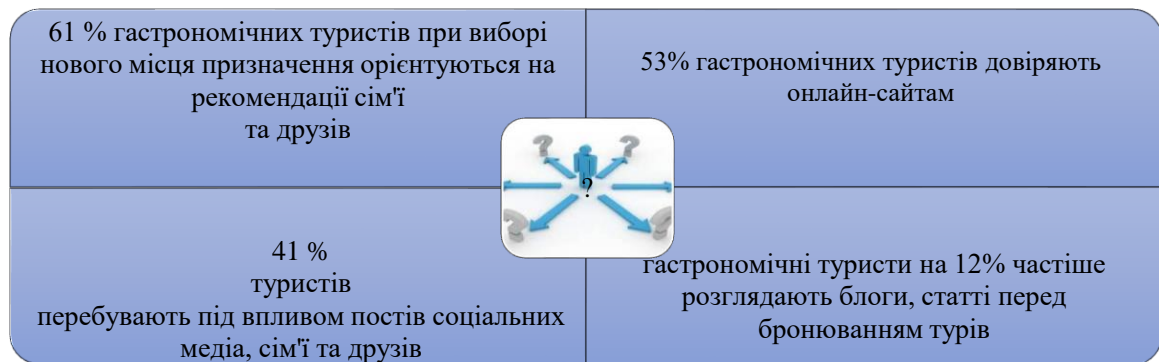 61 % гастрономічних туристів при виборі
нового місця призначення орієнтуються на
рекомендації сім'ї
та друзів
53% гастрономічних туристів довіряють
онлайн-сайтам
?
41 %
туристів
перебувають під впливом постів соціальних
медіа, сім'ї та друзів
гастрономічні туристи на 12% частіше
розглядають блоги, статті перед
бронюванням турів